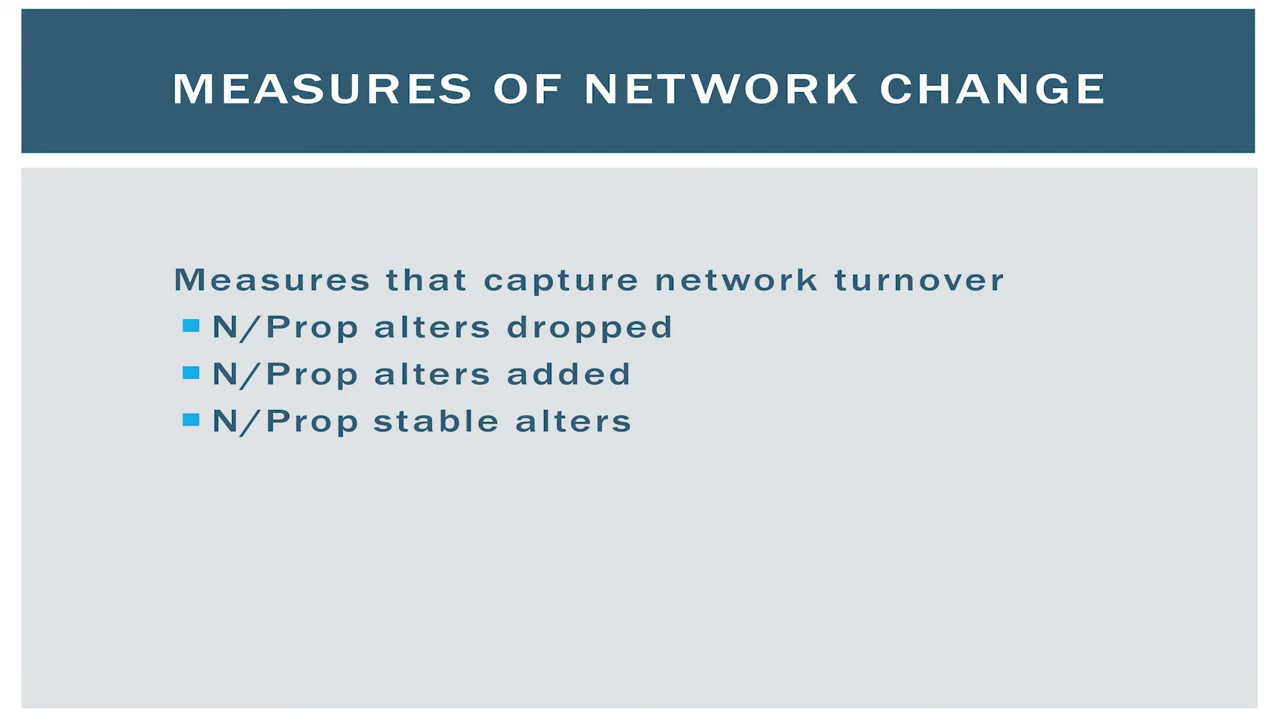 MEASURES OF NETWORK CHANGE
Measures that capture network turnover
N/Prop alters dropped
N/Prop alters added
N/Prop stable alters